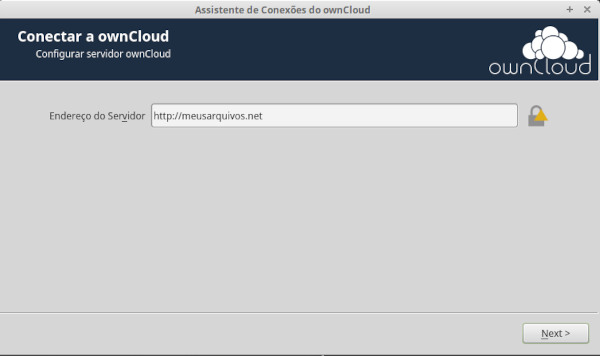 Assistente de Conexões do ownCloud
Conectar a ownCloud
Configurar servidor ownCloud
ownCloud
Endereço do Servidor
http://meusarquivos.net
Next >